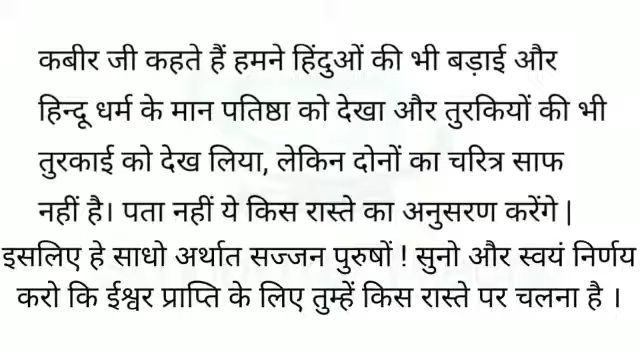 कबीर जी कहते हैं हमने हिंदुओं की भी बड़ाई और
हिन्दू धर्म के मान पतिष्ठा को देखा और तुरकियों की भी
तुरकाई को देख लिया, लेकिन दोनों का चरित्र साफ
नहीं है। पता नहीं ये किस रास्ते का अनुसरण करेंगे |
इसलिए हे साधो अर्थात सज्जन पुरुषों ! सुनो और स्वयं निर्णय
करो कि ईश्वर प्राप्ति के लिए तुम्हें किस रास्ते पर चलना है ।